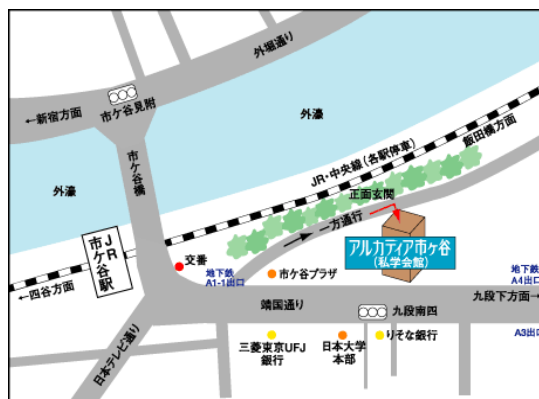 外堀通り
市ケ谷見附
←新宿方面
外濠
飯田橋方面
JR・中央線(各駅停車)
市ケ谷橋
外濠
正面玄関
一方通行
アルカディア市ヶ谷
(私学会館)
JR
市ケ谷駅
交番
地下鉄
A1-1出口
市ケ谷プラザ
地下鉄
A4出口
←四谷方面
靖国通り
九段南四
九段下方面→
A3出口
日本テレビ通り
三菱東京UFJ
銀行
日本大学
本部
りそな銀行